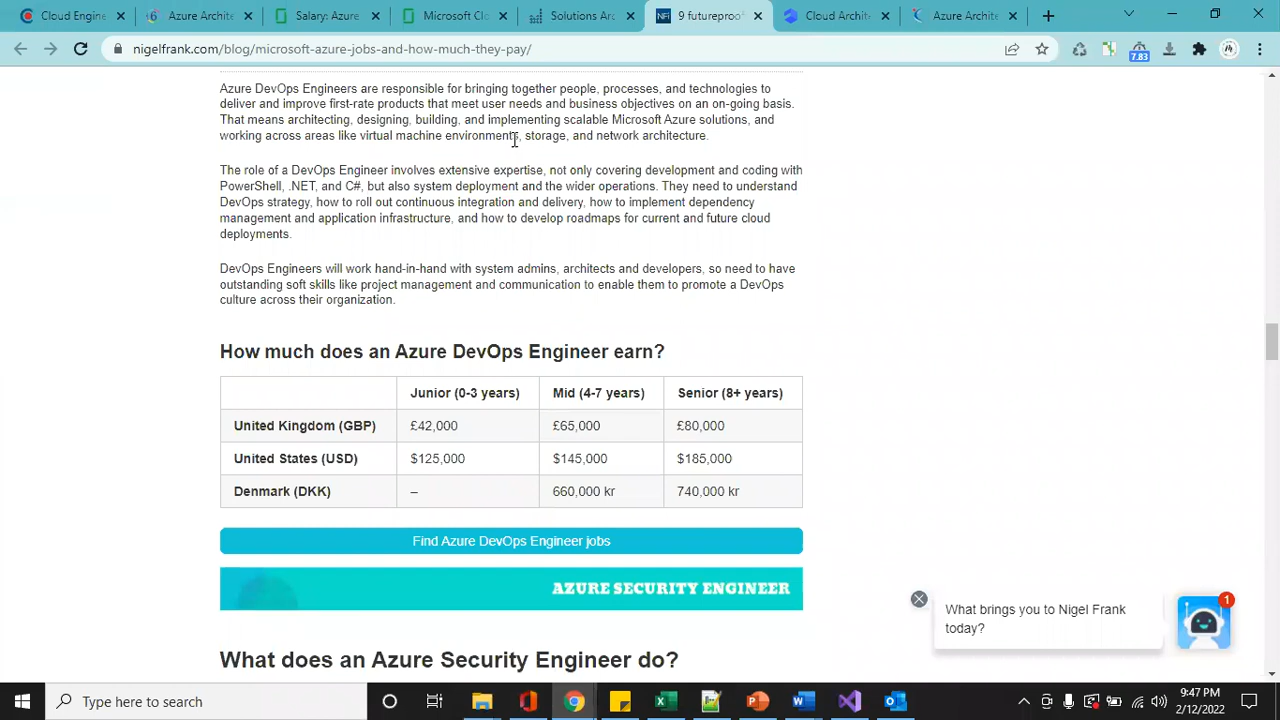 Cloud Engine
Azure Archit
Salary: Azure
Microsoft Clo
Solutions Arc
9 futureproof
Cloud Archite
Azure Archite
nigelfrank.com/blog/microsoft-azure-jobs-and-how-much-they-pay/
7.83
Azure DevOps Engineers are responsible for bringing together people, processes, and technologies to
deliver and improve first-rate products that meet user needs and business objectives on an on-going basis.
That means architecting, designing, building, and implementing scalable Microsoft Azure solutions, and
working across areas like virtual machine environments, storage, and network architecture.
The role of a DevOps Engineer involves extensive expertise, not only covering development and coding with
PowerShell, .NET, and C#, but also system deployment and the wider operations. They need to understand
DevOps strategy, how to roll out continuous integration and delivery, how to implement dependency
management and application infrastructure, and how to develop roadmaps for current and future cloud
deployments.
DevOps Engineers will work hand-in-hand with system admins, architects and developers, so need to have
outstanding soft skills like project management and communication to enable them to promote a DevOps
culture across their organization.
How much does an Azure DevOps Engineer earn?
Junior (0-3 years) Mid (4-7 years) Senior (8+ years)
United Kingdom (GBP) £42,000 £65,000 £80,000
United States (USD) $125,000 $145,000 $185,000
Denmark (DKK) – 660,000 kr 740,000 kr
Find Azure DevOps Engineer jobs
AZURE SECURITY ENGINEER
What brings you to Nigel Frank
today?
1
What does an Azure Security Engineer do?
Type here to search
9:47 PM
2/12/2022